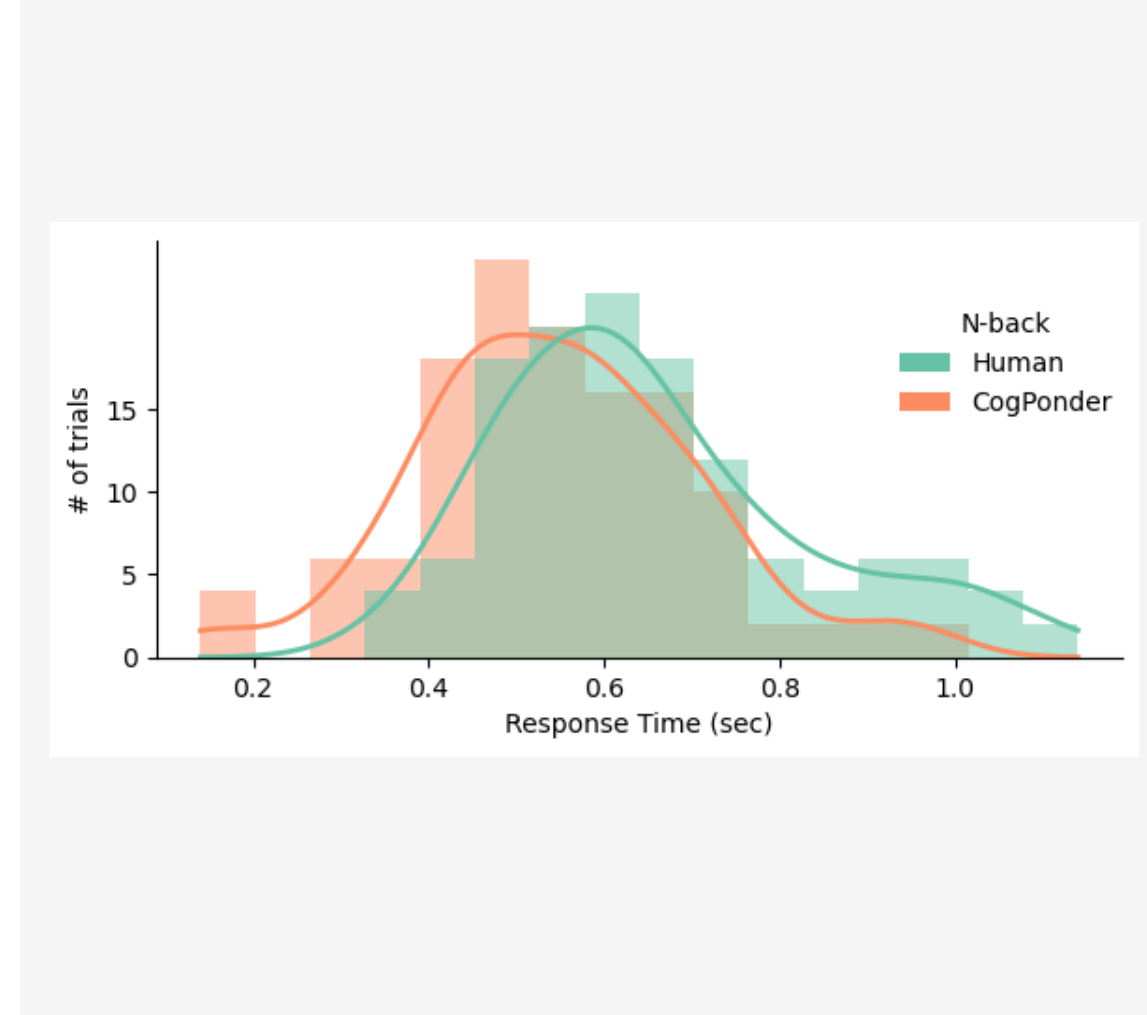 N-back
Human
CogPonder
# of trials
15
10
5
0
0.2 0.4 0.6 0.8 1.0
Response Time (sec)